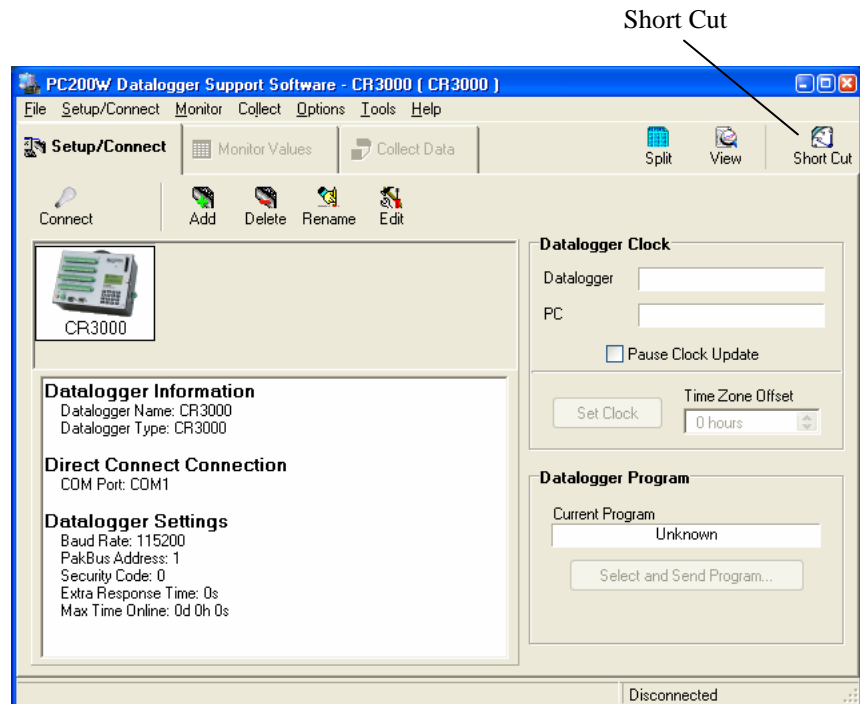 Short Cut
PC200W Datalogger Support Software - CR3000 ( CR3000 )
File Setup/Connect Monitor Collect Options Tools Help
Setup/Connect Monitor Values Collect Data Split View Short Cut
Connect Add Delete Rename Edit
CR3000
Datalogger Information
Datalogger Name: CR3000
Datalogger Type: CR3000
Direct Connect Connection
COM Port: COM1
Datalogger Settings
Baud Rate: 115200
PakBus Address: 1
Security Code: 0
Extra Response Time: 0s
Max Time Online: 0d 0h 0s
Datalogger Clock
Datalogger
PC
Pause Clock Update
Set Clock
Time Zone Offset
0 hours
Datalogger Program
Current Program
Unknown
Select and Send Program...
Disconnected